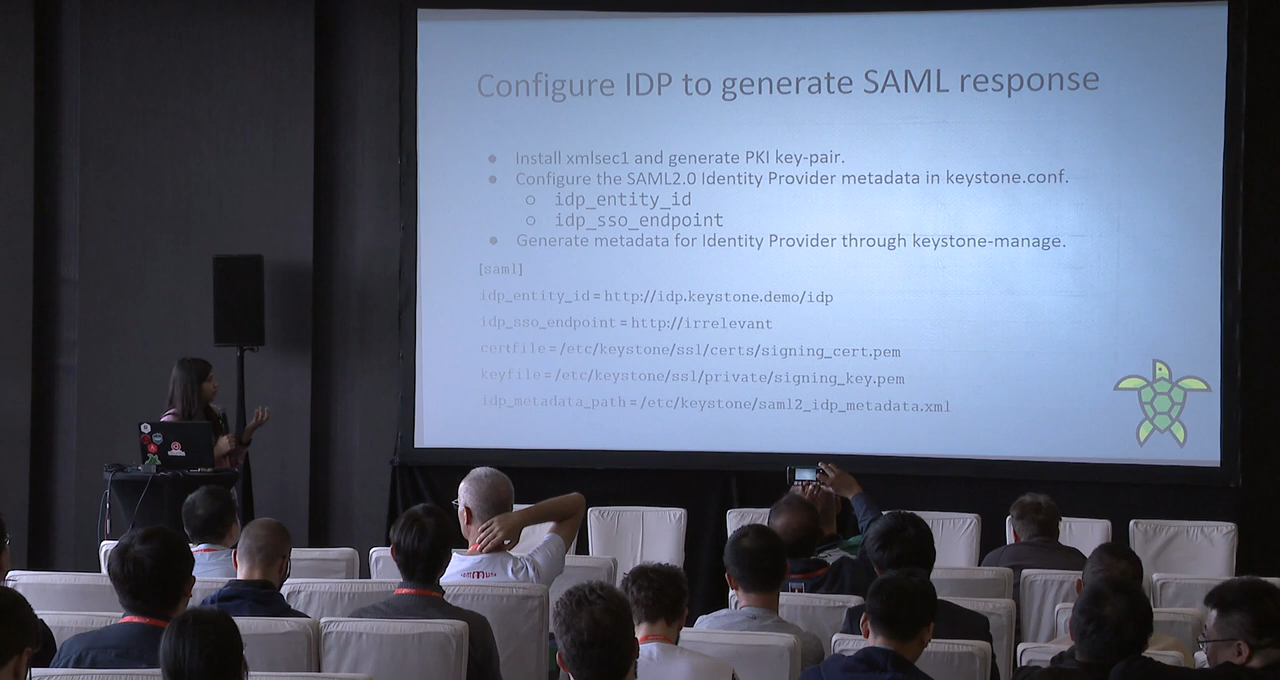 Configure IDP to generate SAML response
● Install xmlsec1 and generate PKI key-pair.
● Configure the SAML2.0 Identity Provider metadata in keystone.conf.
○ idp_entity_id
○ idp_sso_endpoint
● Generate metadata for Identity Provider through keystone-manage.
[saml]
idp_entity_id=http://idp.keystone.demo/idp
idp_sso_endpoint=http://irrelevant
certfile=/etc/keystone/ssl/certs/signing_cert.pem
keyfile=/etc/keystone/ssl/private/signing_key.pem
idp_metadata_path=/etc/keystone/saml2_idp_metadata.xml